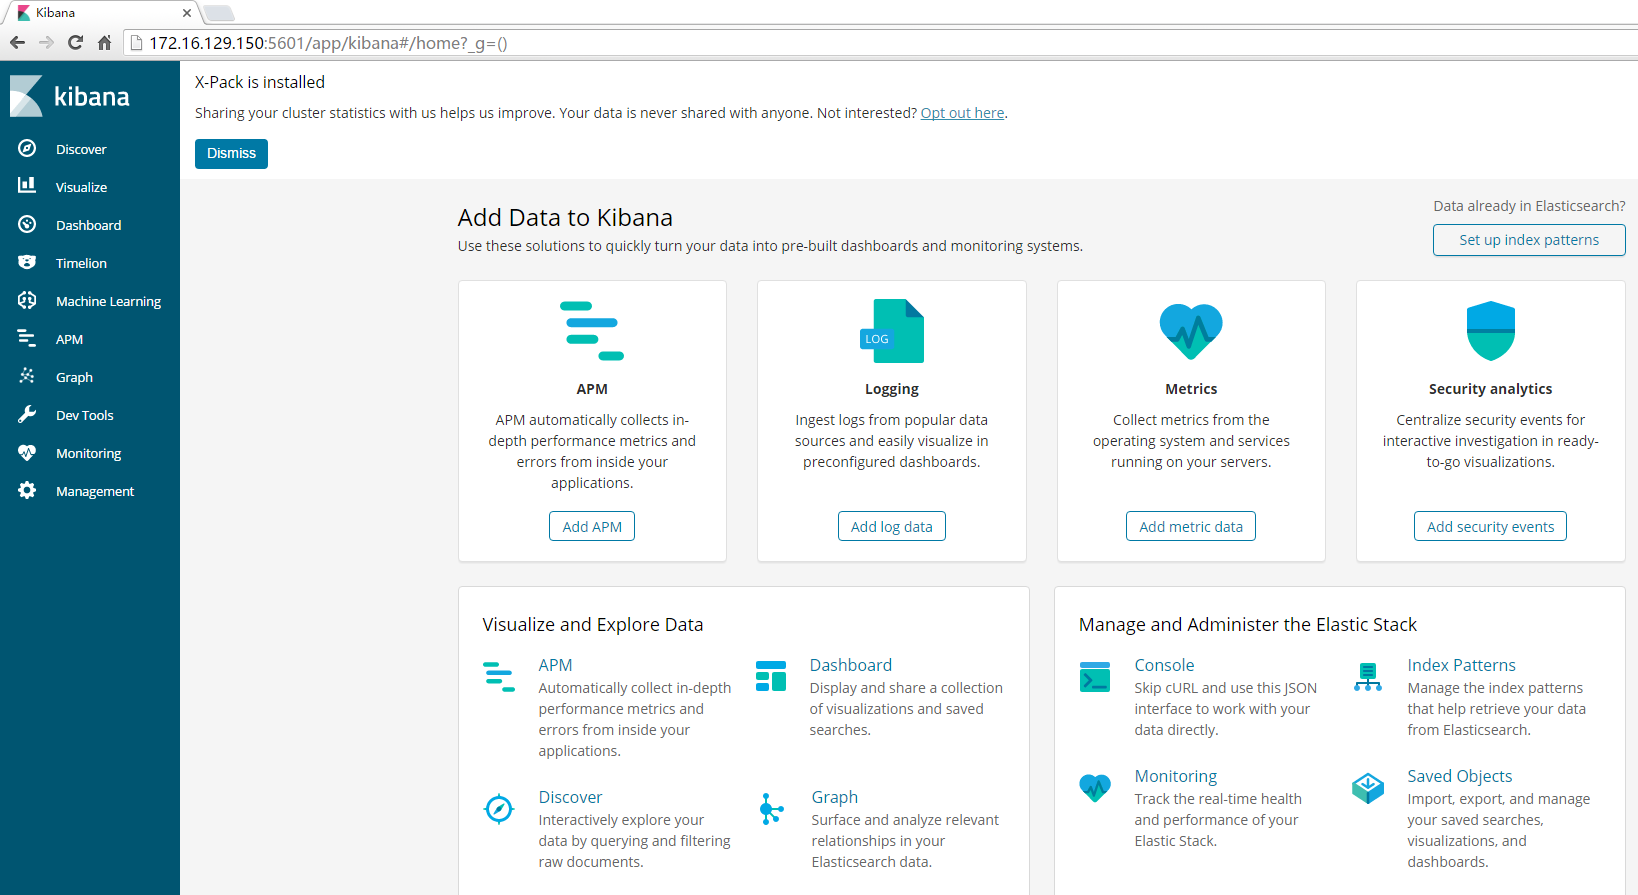 Kibana
172.16.129.150:5601/app/kibana#/home?_g=()
kibana
Discover
Visualize
Dashboard
Timelion
Machine Learning
APM
Graph
Dev Tools
Monitoring
Management
X-Pack is installed
Sharing your cluster statistics with us helps us improve. Your data is never shared with anyone. Not interested? Opt out here.
Dismiss
Add Data to Kibana
Use these solutions to quickly turn your data into pre-built dashboards and monitoring systems.
Data already in Elasticsearch?
Set up index patterns
APM
APM automatically collects in-
depth performance metrics and
errors from inside your
applications.
Add APM
LOG
Logging
Ingest logs from popular data
sources and easily visualize in
preconfigured dashboards.
Add log data
Metrics
Collect metrics from the
operating system and services
running on your servers.
Add metric data
Security analytics
Centralize security events for
interactive investigation in ready-
to-go visualizations.
Add security events
Visualize and Explore Data
APM
Automatically collect in-depth
performance metrics and
errors from inside your
applications.
Dashboard
Display and share a collection
of visualizations and saved
searches.
Discover
Interactively explore your
data by querying and filtering
raw documents.
Graph
Surface and analyze relevant
relationships in your
Elasticsearch data.
Manage and Administer the Elastic Stack
Console
Skip cURL and use this JSON
interface to work with your
data directly.
Index Patterns
Manage the index patterns
that help retrieve your data
from Elasticsearch.
Monitoring
Track the real-time health
and performance of your
Elastic Stack.
Saved Objects
Import, export, and manage
your saved searches,
visualizations, and
dashboards.